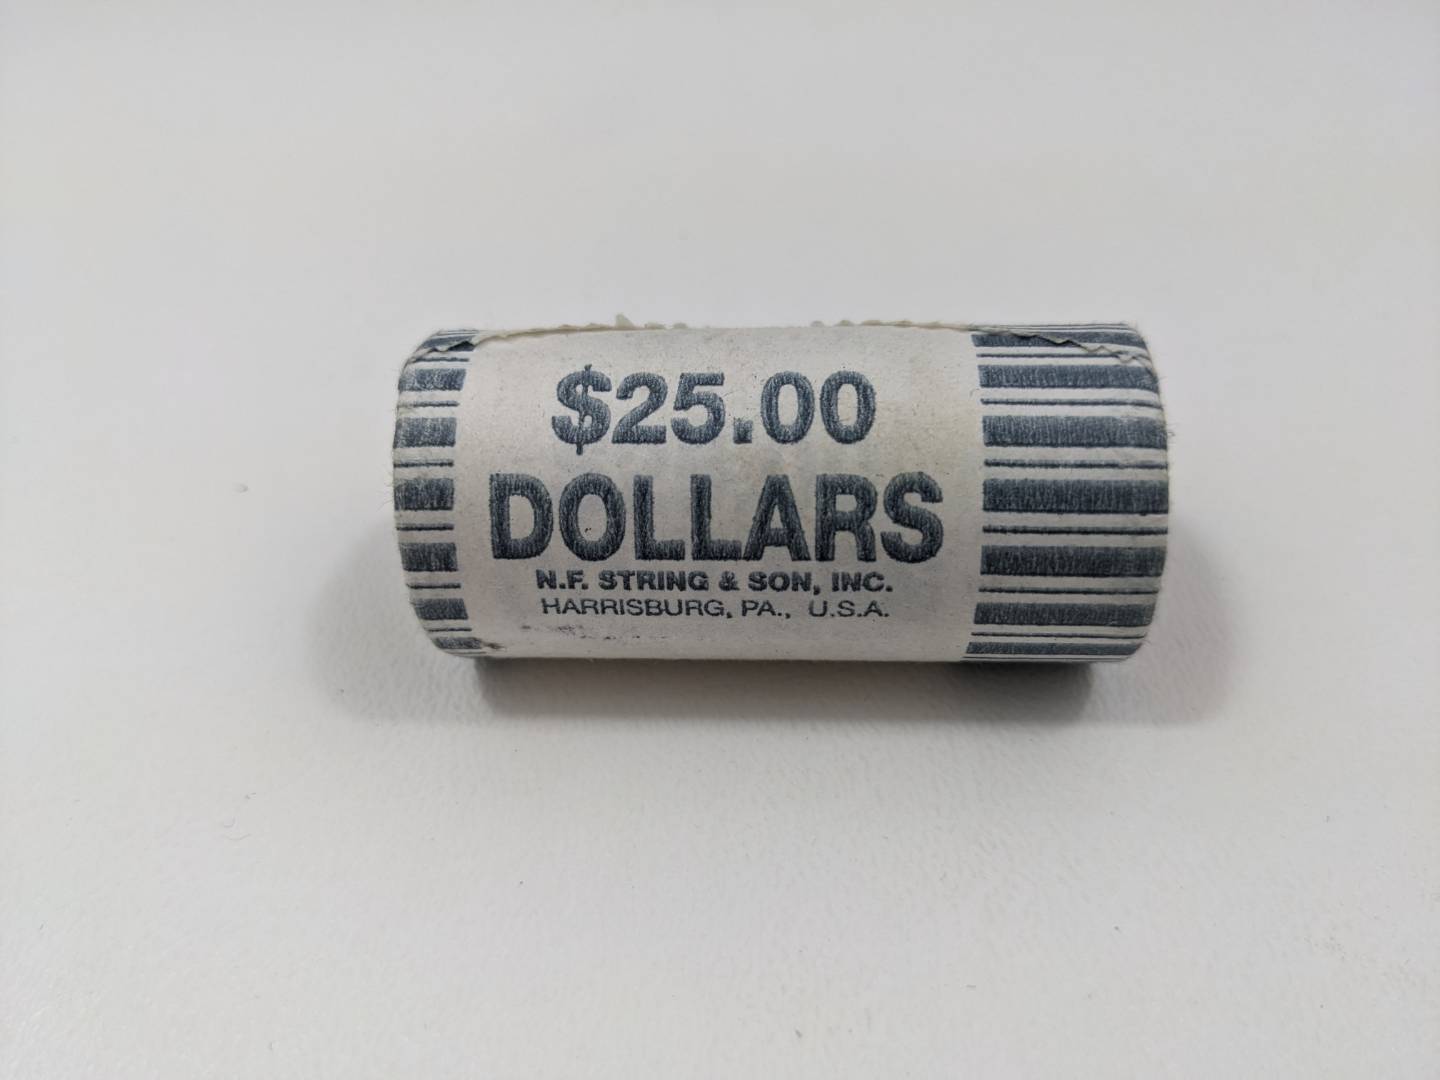 $25.00
DOLLARS
N.F. STRING & SON, INC.
HARRISBURG, PA., U.S.A.